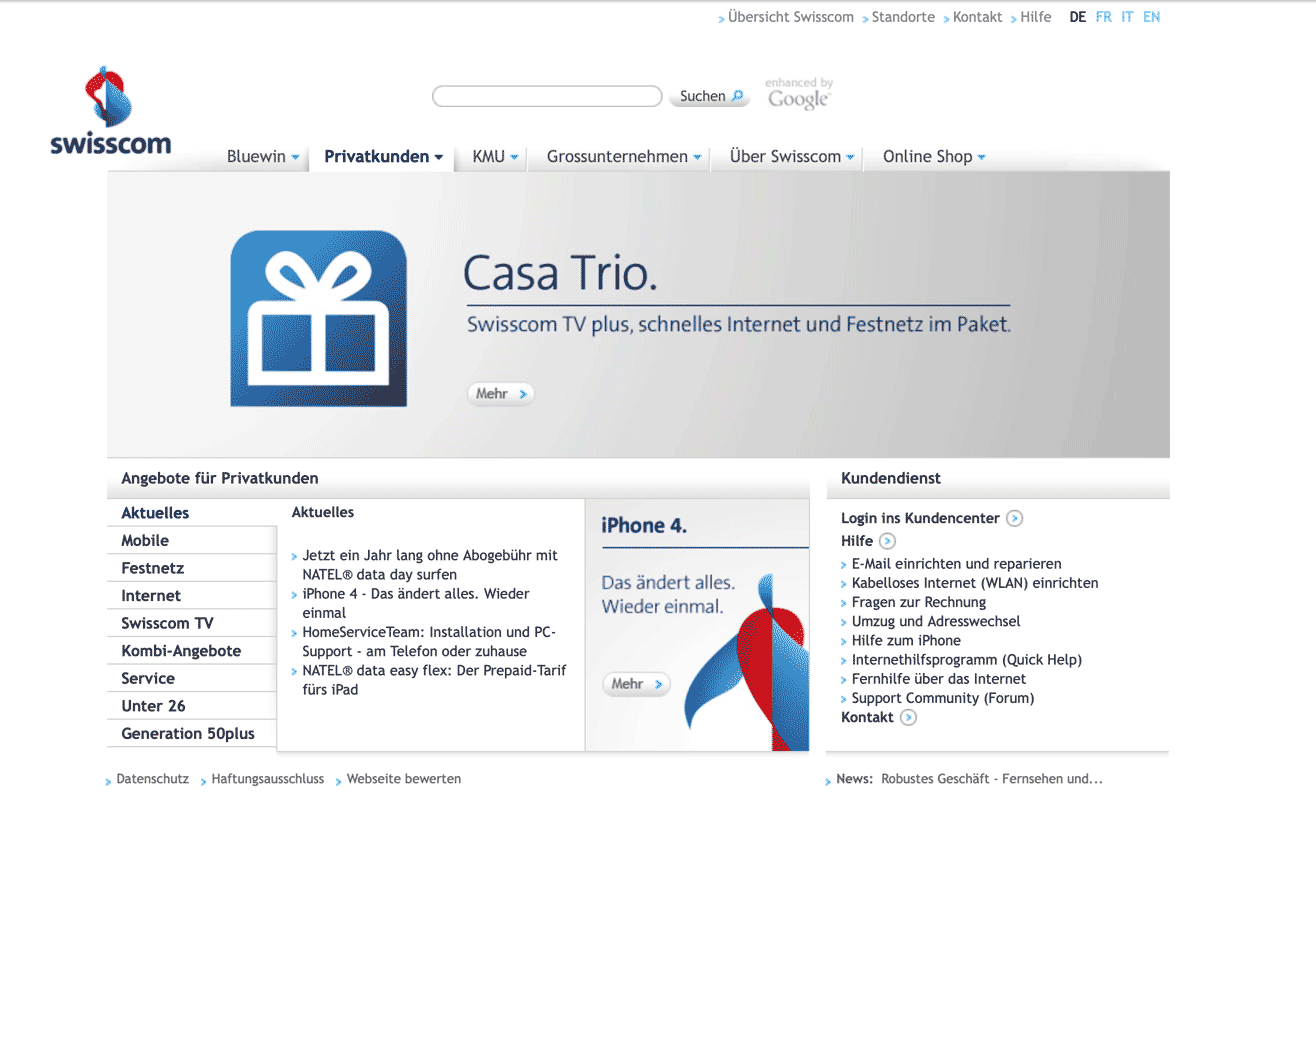 Übersicht Swisscom Standorte Kontakt Hilfe DE FR IT EN
swisscom
Suchen
enhanced by
Google™
Bluewin Privatkunden KMU Grossunternehmen Über Swisscom Online Shop
Casa Trio.
Swisscom TV plus, schnelles Internet und Festnetz im Paket.
Mehr
Angebote für Privatkunden
Aktuelles
Mobile
Festnetz
Internet
Swisscom TV
Kombi-Angebote
Service
Unter 26
Generation 50plus
Aktuelles
Jetzt ein Jahr lang ohne Abogebühr mit
NATEL® data day surfen
iPhone 4 - Das ändert alles. Wieder
einmal
HomeServiceTeam: Installation und PC-
Support - am Telefon oder zuhause
NATEL® data easy flex: Der Prepaid-Tarif
fürs iPad
iPhone 4.
Das ändert alles.
Wieder einmal.
Mehr
Kundendienst
Login ins Kundencenter
Hilfe
E-Mail einrichten und reparieren
Kabelloses Internet (WLAN) einrichten
Fragen zur Rechnung
Umzug und Adresswechsel
Hilfe zum iPhone
Internethilfsprogramm (Quick Help)
Fernhilfe über das Internet
Support Community (Forum)
Kontakt
Datenschutz Haftungsausschluss Webseite bewerten
News: Robustes Geschäft - Fernsehen und...